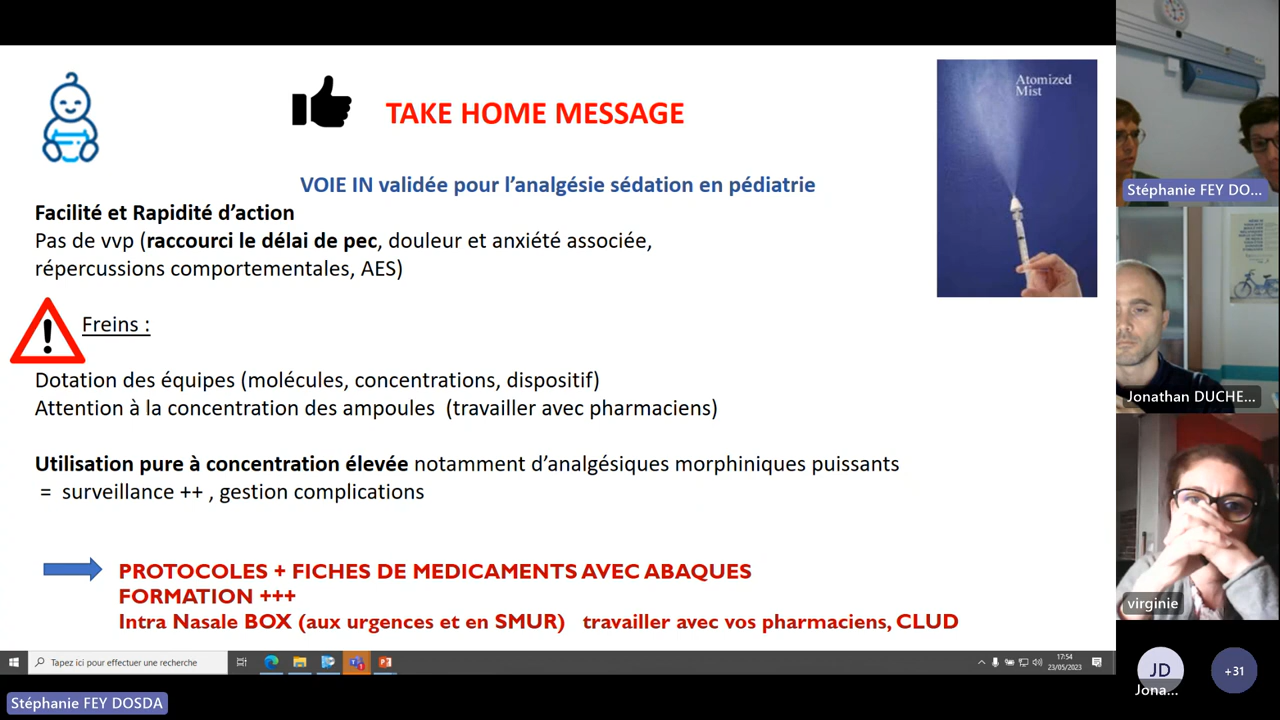 TAKE HOME MESSAGE
Atomized
Mist
VOIE IN validée pour l'analgésie sédation en pédiatrie
Facilité et Rapidité d'action
Pas de vvp (raccourci le délai de pec, douleur et anxiété associée,
répercussions comportementales, AES)
Freins :
Dotation des équipes (molécules, concentrations, dispositif)
Attention à la concentration des ampoules (travailler avec pharmaciens)
Utilisation pure à concentration élevée notamment d'analgésiques morphiniques puissants
= surveillance ++ , gestion complications
PROTOCOLES + FICHES DE MEDICAMENTS AVEC ABAQUES
FORMATION +++
Intra Nasale BOX (aux urgences et en SMUR) travailler avec vos pharmaciens, CLUD
Tapez ici pour effectuer une recherche
17:54
23/05/2023
Stéphanie FEY DOSDA
Stéphanie FEY DO...
Jonathan DUCHE...
virginie
JD
Jona...
+31